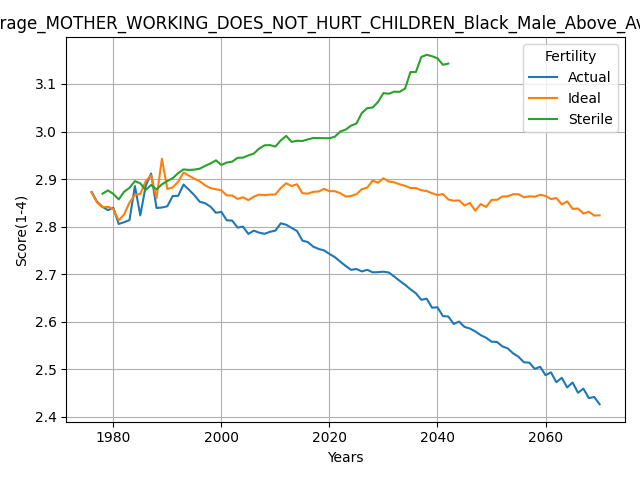 rage_MOTHER_WORKING_DOES_NOT_HURT_CHILDREN_Black_Male_Above_Av
Score(1-4)
3.1
3.0
2.9
2.8
2.7
2.6
2.5
2.4
Fertility
Actual
Ideal
Sterile
1980 2000 2020 2040 2060
Years